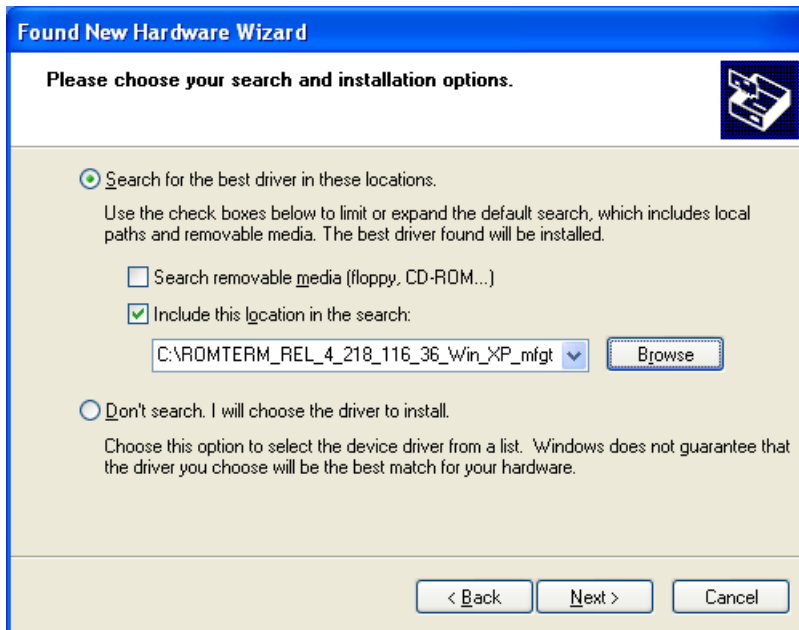 Found New Hardware Wizard
Please choose your search and installation options.
Search for the best driver in these locations.
Use the check boxes below to limit or expand the default search, which includes local
paths and removable media. The best driver found will be installed.
Search removable media (floppy, CD-ROM...)
Include this location in the search:
C:\ROMTERM_REL_4_218_116_36_Win_XP_mfgt
Browse
Don't search. I will choose the driver to install.
Choose this option to select the device driver from a list. Windows does not guarantee that
the driver you choose will be the best match for your hardware.
< Back
Next >
Cancel